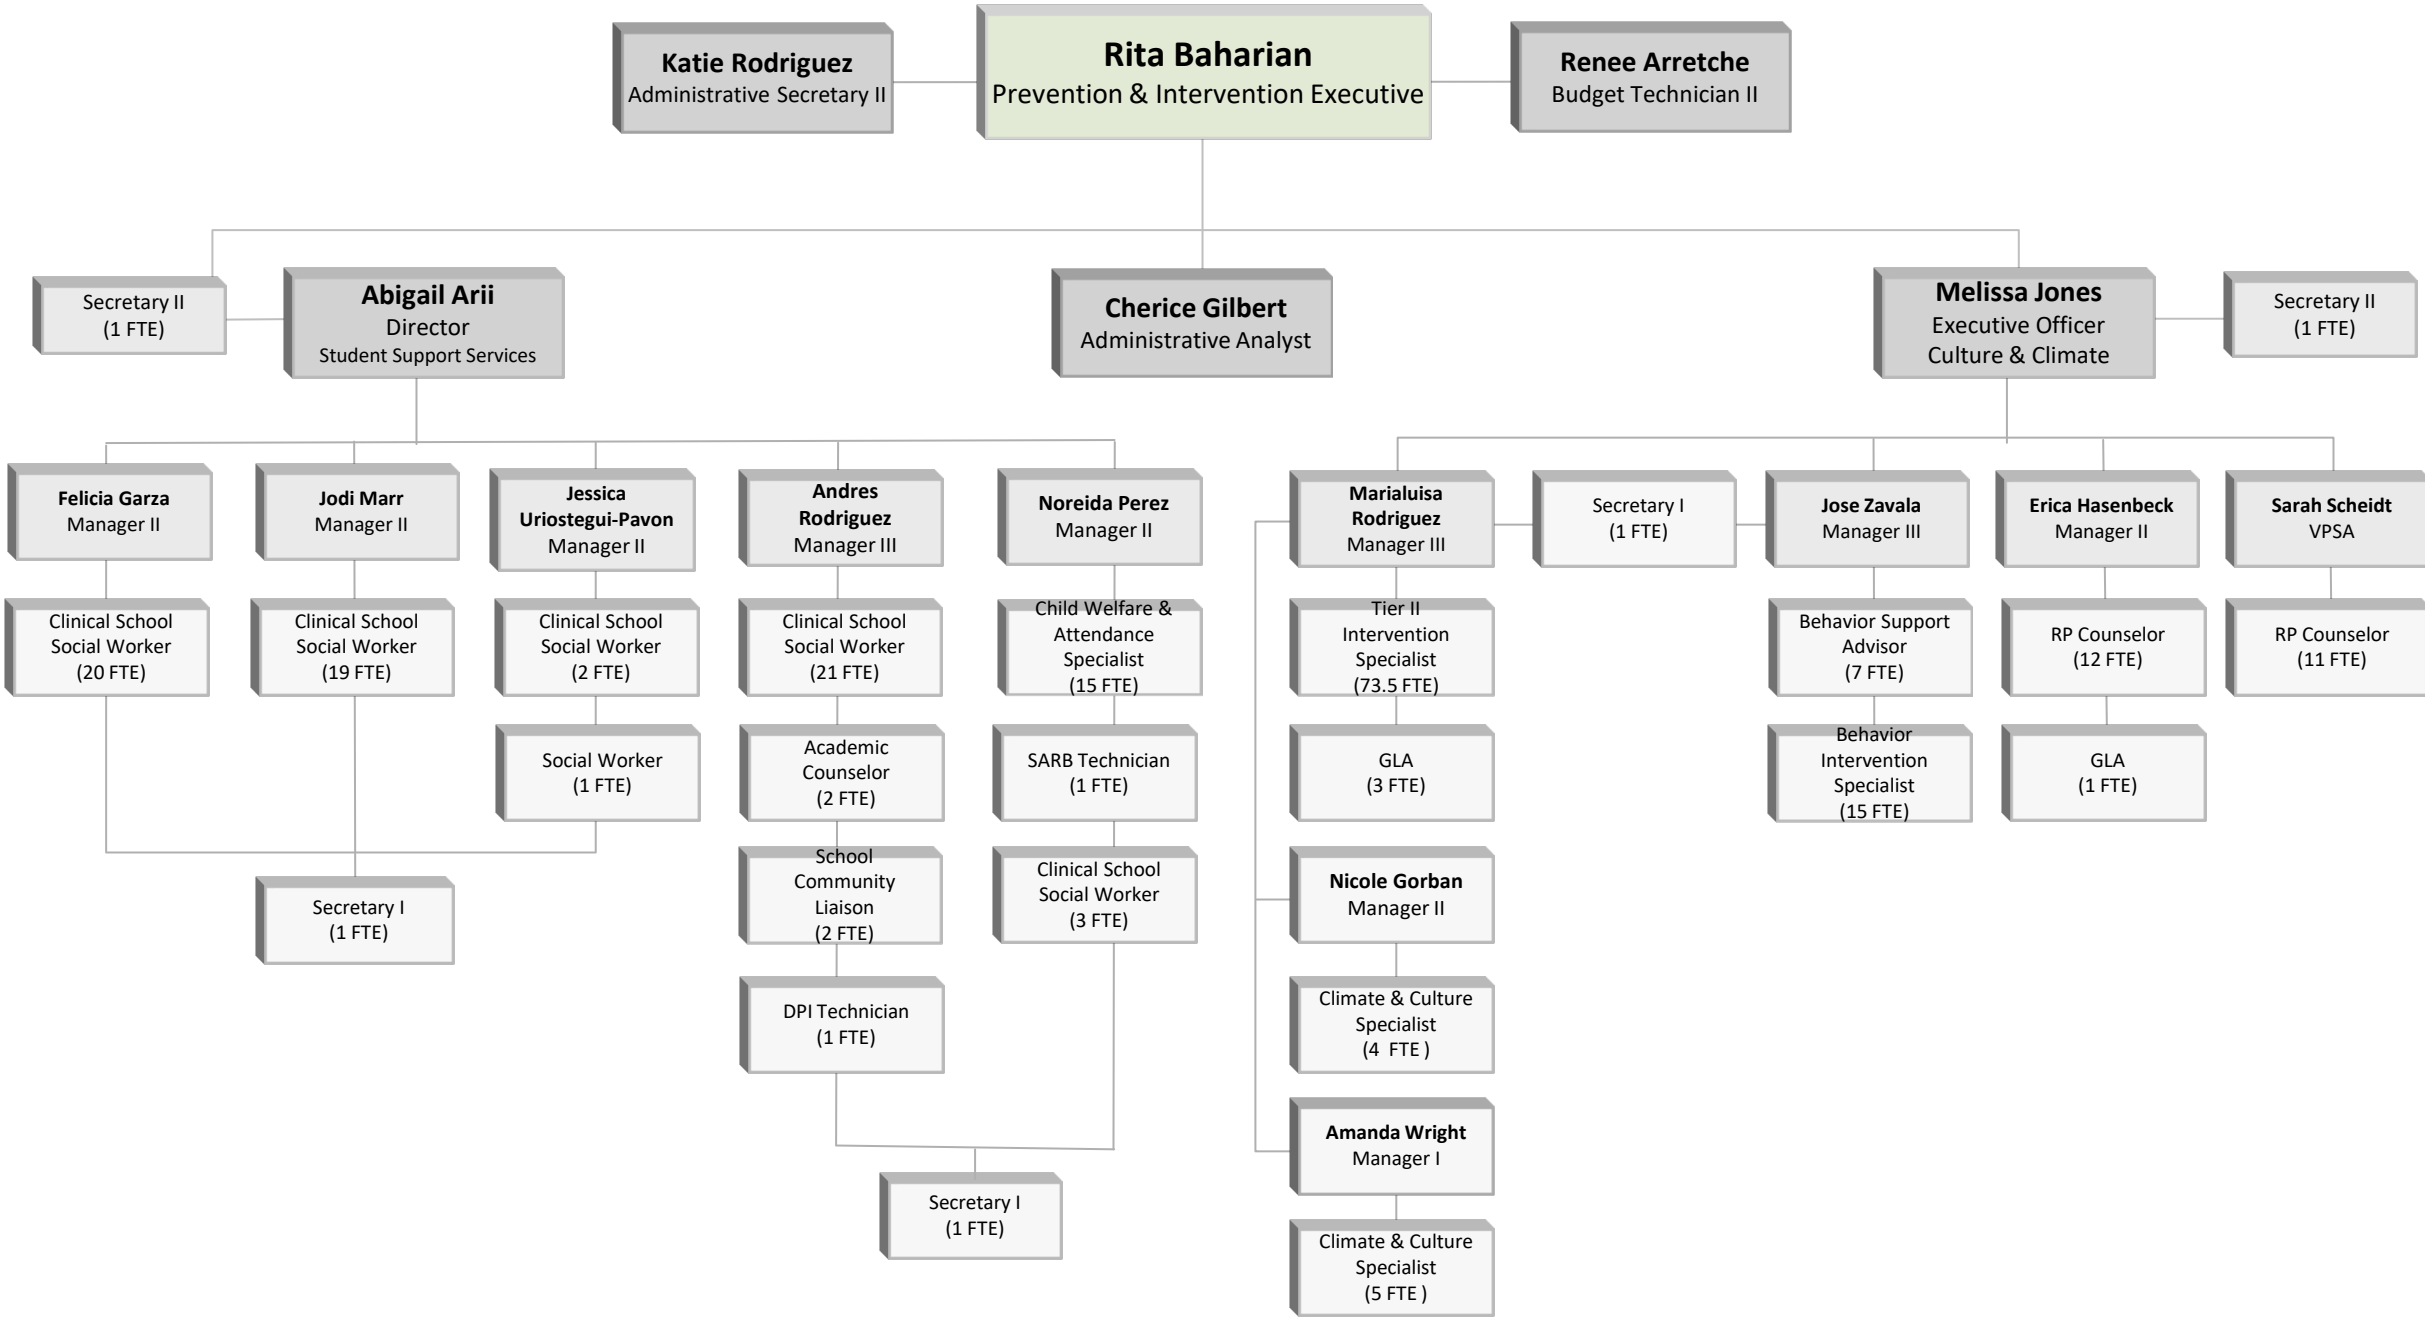 Katie Rodriguez
Administrative Secretary II
Rita Baharian
Prevention & Intervention Executive
Renee Arretche
Budget Technician II
Secretary II
(1 FTE)
Abigail Arii
Director
Student Support Services
Cherice Gilbert
Administrative Analyst
Melissa Jones
Executive Officer
Culture & Climate
Secretary II
(1 FTE)
Felicia Garza
Manager II
Jodi Marr
Manager II
Jessica
Uriostegui-Pavon
Manager II
Andres
Rodriguez
Manager III
Noreida Perez
Manager II
Marialuisa
Rodriguez
Manager III
Secretary I
(1 FTE)
Jose Zavala
Manager III
Erica Hasenbeck
Manager II
Sarah Scheidt
VPSA
Clinical School
Social Worker
(20 FTE)
Clinical School
Social Worker
(19 FTE)
Clinical School
Social Worker
(2 FTE)
Clinical School
Social Worker
(21 FTE)
Child Welfare &
Attendance
Specialist
(15 FTE)
Tier II
Intervention
Specialist
(73.5 FTE)
Behavior Support
Advisor
(7 FTE)
RP Counselor
(12 FTE)
RP Counselor
(11 FTE)
Social Worker
(1 FTE)
Academic
Counselor
(2 FTE)
SARB Technician
(1 FTE)
GLA
(3 FTE)
Behavior
Intervention
Specialist
(15 FTE)
GLA
(1 FTE)
Secretary I
(1 FTE)
School
Community
Liaison
(2 FTE)
Clinical School
Social Worker
(3 FTE)
Nicole Gorban
Manager II
DPI Technician
(1 FTE)
Climate & Culture
Specialist
(4  FTE )
Amanda Wright
Manager I
Secretary I
(1 FTE)
Climate & Culture
Specialist
(5 FTE )